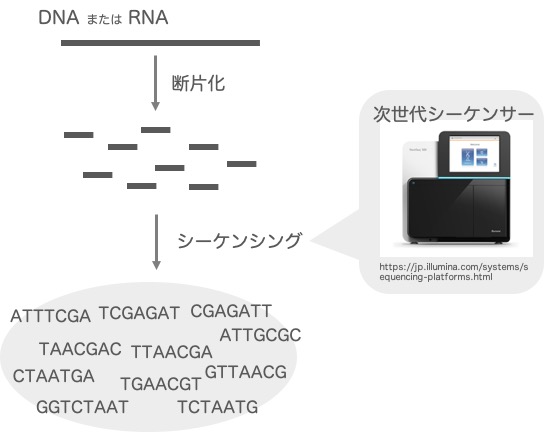 DNA または RNA
断片化
次世代シーケンサー
シーケンシング
https://jp.illumina.com/systems/s
equencing-platforms.html
ATTTCGA TCGAGAT CGAGATT
ATTGCGC
TAACGAC TTAACGA
CTAATGA TGAACGT GTTAACG
GGTCTAAT TCTAATG